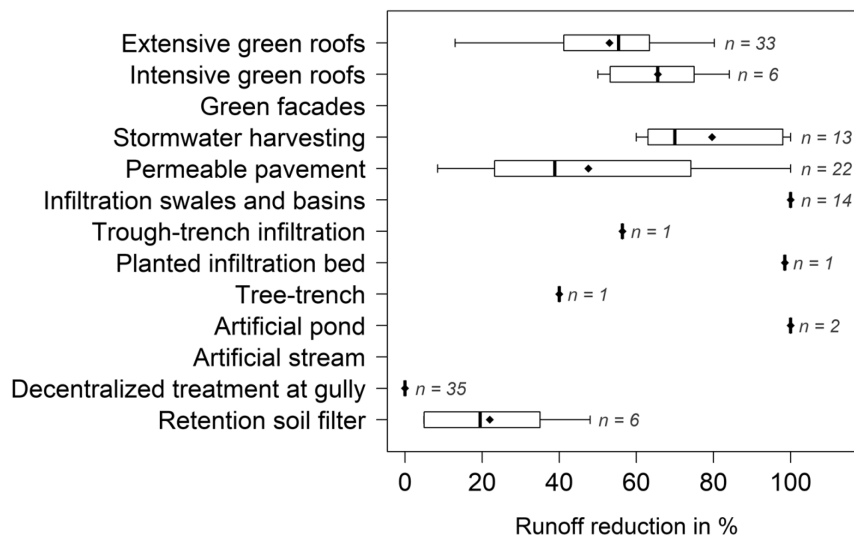 Extensive green roofs n = 33
Intensive green roofs n = 6
Green facades
Stormwater harvesting n = 13
Permeable pavement n = 22
Infiltration swales and basins n = 14
Trough-trench infiltration n = 1
Planted infiltration bed n = 1
Tree-trench n = 1
Artificial pond n = 2
Artificial stream
Decentralized treatment at gully n = 35
Retention soil filter n = 6
0 20 40 60 80 100
Runoff reduction in %